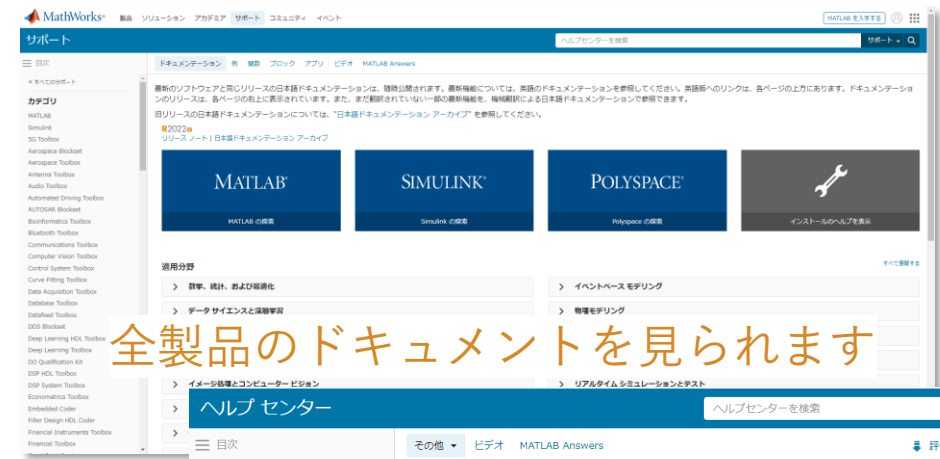 MathWorks® 製品 ソリューション アカデミア サポート コミュニティ イベント
MATLAB を入手する
サポート
ヘルプセンターを検索
サポート
目次
ドキュメンテーション 例 関数 ブロック アプリ ビデオ MATLAB Answers
« すべてのサポート
カテゴリ
MATLAB
Simulink
5G Toolbox
Aerospace Blockset
Aerospace Toolbox
Antenna Toolbox
Audio Toolbox
Automated Driving Toolbox
AUTOSAR Blockset
Bioinformatics Toolbox
Bluetooth Toolbox
Communications Toolbox
Computer Vision Toolbox
Control System Toolbox
Curve Fitting Toolbox
Data Acquisition Toolbox
Database Toolbox
Datafeed Toolbox
DDS Blockset
Deep Learning HDL Toolbox
Deep Learning Toolbox
DO Qualification Kit
DSP HDL Toolbox
DSP System Toolbox
Econometrics Toolbox
Embedded Coder
Filter Design HDL Coder
Financial Instruments Toolbox
Financial Toolbox
最新のソフトウェアと同じリリースの日本語ドキュメンテーションは、随時公開されます。最新機能については、英語のドキュメンテーションを参照してください。英語版へのリンクは、各ページの上方にあります。ドキュメンテーショ
ンのリリースは、各ページの右上に表示されています。また、まだ翻訳されていない一部の最新機能を、機械翻訳による日本語ドキュメンテーションで参照できます。
旧リリースの日本語ドキュメンテーションについては、"日本語ドキュメンテーション アーカイブ" を参照してください。
R2022a
リリース ノート | 日本語ドキュメンテーション アーカイブ
MATLAB®
MATLAB の探索
SIMULINK®
Simulink の探索
POLYSPACE®
Polyspace の探索
インストールのヘルプを表示
適用分野
すべて展開する
数学、統計、および最適化
イベントベース モデリング
データ サイエンスと深層学習
物理モデリング
全製品のドキュメントを見られます
イメージ処理とコンピューター ビジョン
リアルタイム シミュレーションとテスト
ヘルプ センター
ヘルプセンターを検索
目次
その他 ビデオ MATLAB Answers